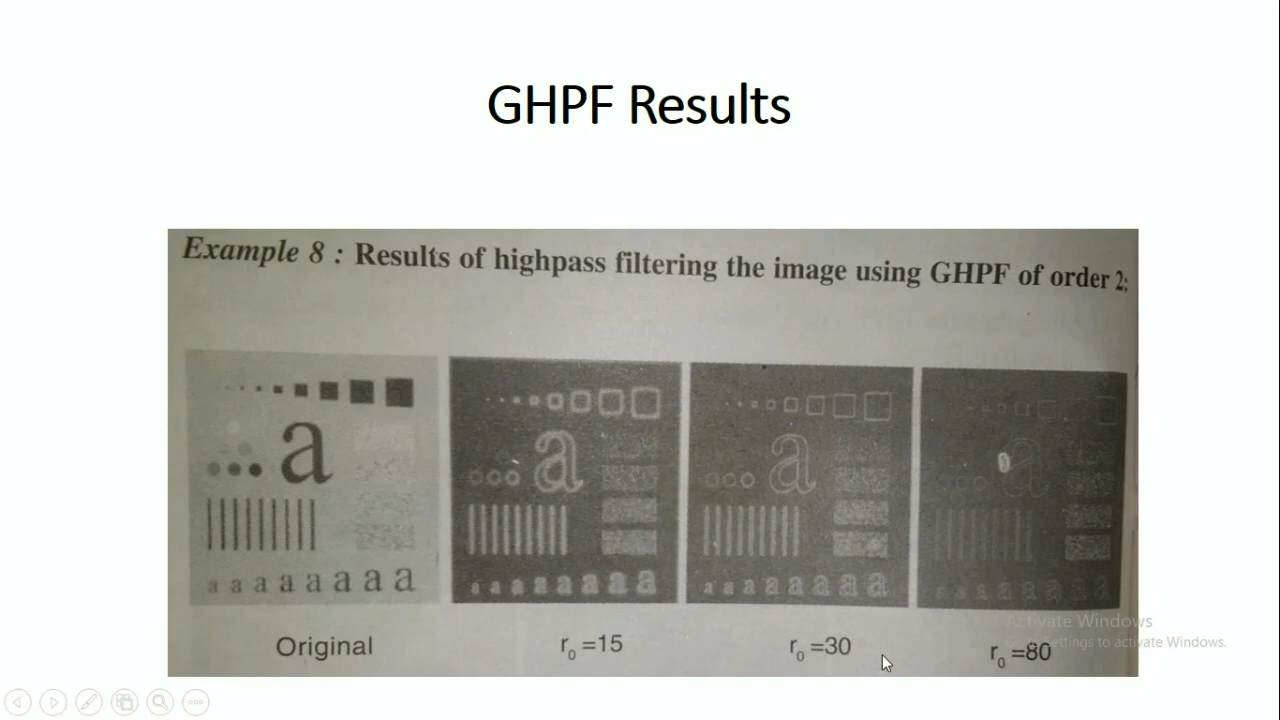 GHPF Results
Example 8 : Results of highpass filtering the image using GHPF of order 2:
a
a a a a a a a a
a
a a a a a a a a
a
a a a a a a a a
a
a a a a a a a a
Original
r₀ =15
r₀ =30
r₀ =80
Activate Windows
ettings to activate Windows.